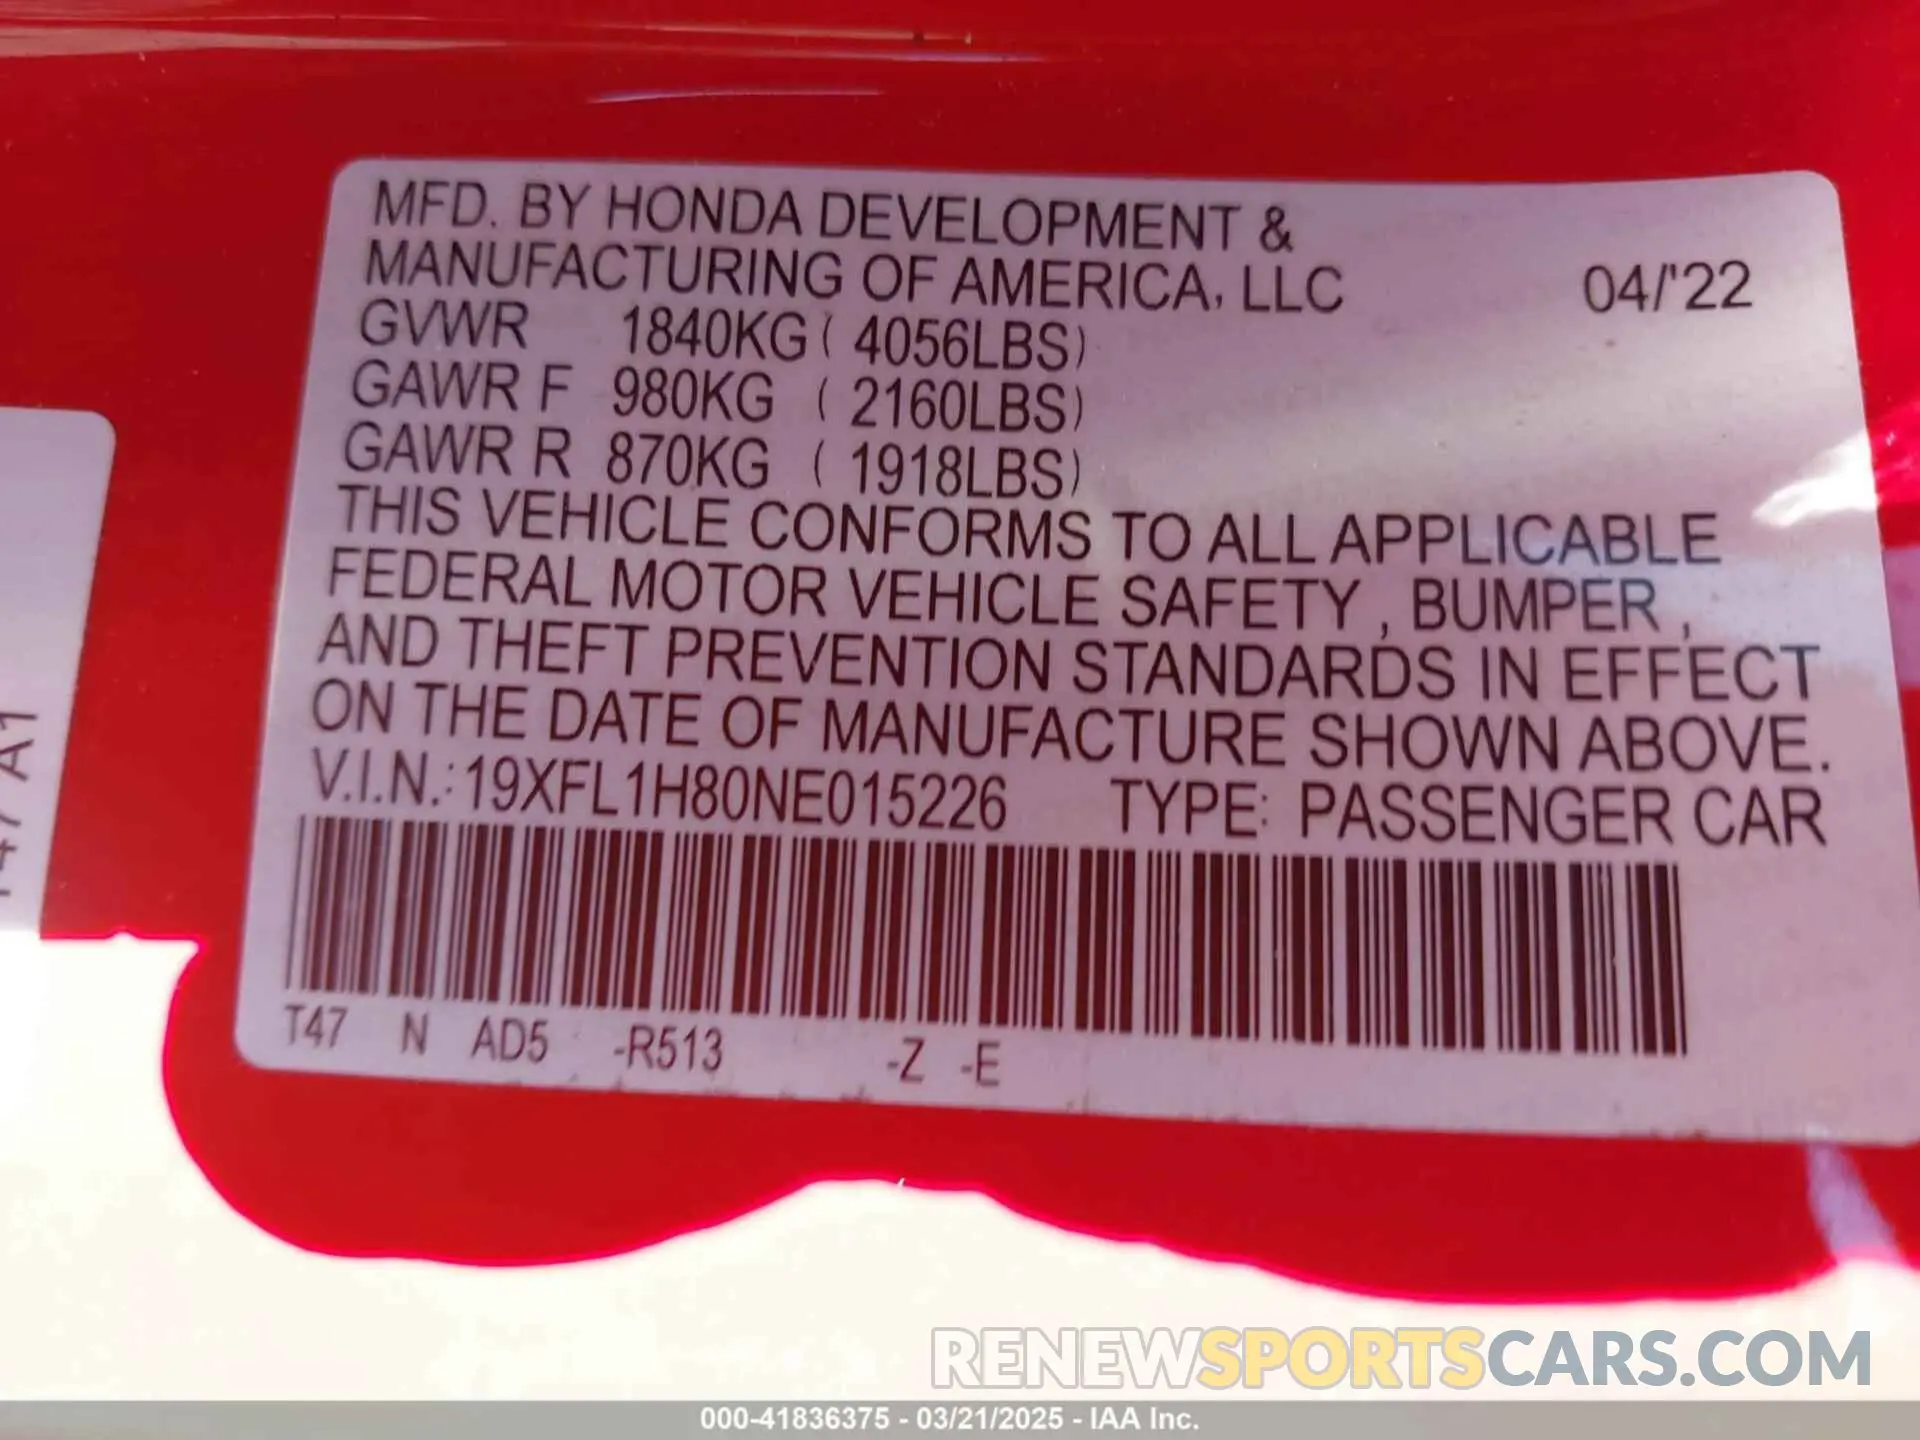 MFD. BY HONDA DEVELOPMENT &
MANUFACTURING OF AMERICA, LLC 04/'22
GVWR 1840KG ( 4056LBS)
GAWR F 980KG ( 2160LBS)
GAWR R 870KG ( 1918LBS)
THIS VEHICLE CONFORMS TO ALL APPLICABLE
FEDERAL MOTOR VEHICLE SAFETY , BUMPER ,
AND THEFT PREVENTION STANDARDS IN EFFECT
ON THE DATE OF MANUFACTURE SHOWN ABOVE.
V.I.N.: 19XFL1H80NE015226 TYPE: PASSENGER CAR
T47 N AD5 -R513 -Z -E
A1
RENEWSPORTSCARS.COM
000-41836375 - 03/21/2025 - IAA Inc.